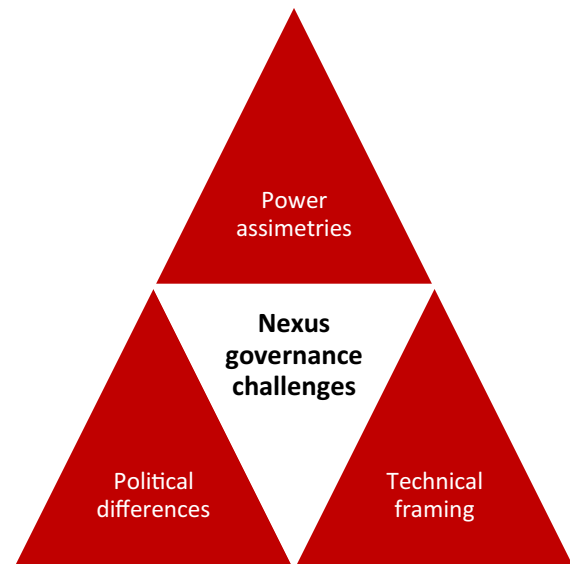 Power
assimetries
Nexus
governance
challenges
Political
differences
Technical
framing